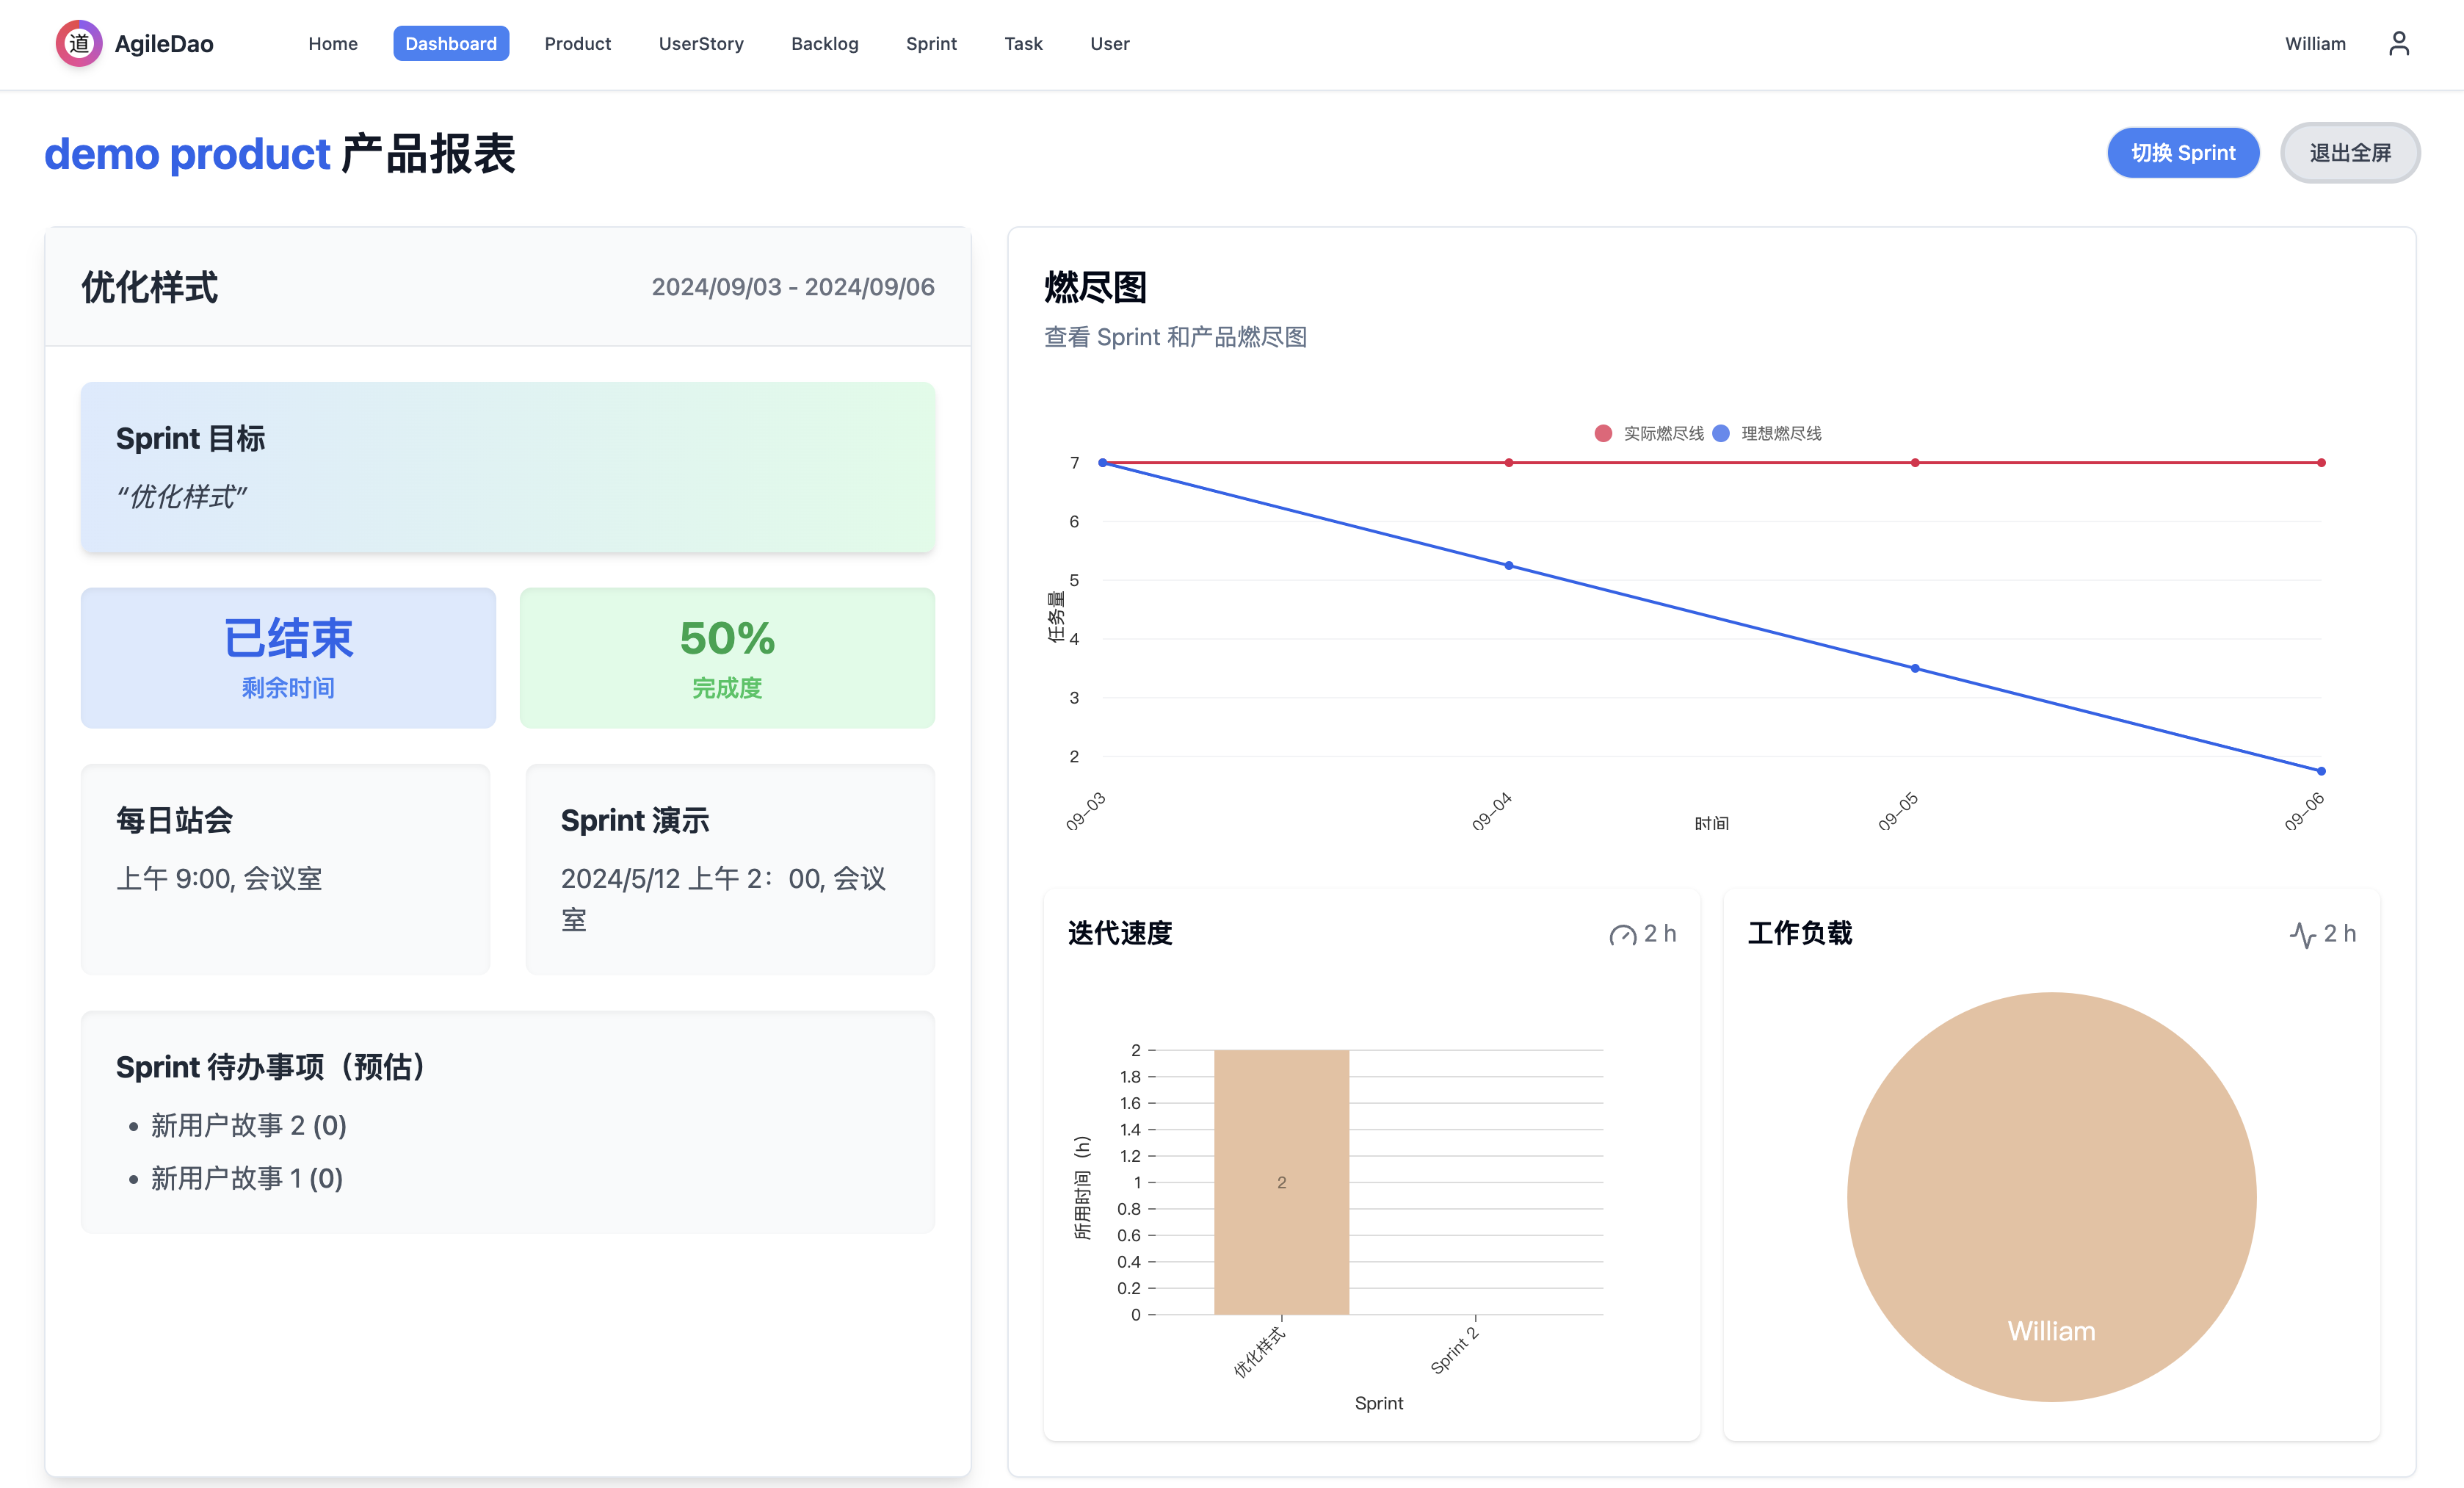 道 AgileDao Home Dashboard Product UserStory Backlog Sprint Task User William
demo product 产品报表
切换 Sprint 退出全屏
优化样式 2024/09/03 - 2024/09/06
Sprint 目标
“优化样式”
已结束
剩余时间
50%
完成度
每日站会
上午 9:00, 会议室
Sprint 演示
2024/5/12 上午 2：00, 会议
室
Sprint 待办事项（预估）
新用户故事 2 (0)
新用户故事 1 (0)
燃尽图
查看 Sprint 和产品燃尽图
实际燃尽线 理想燃尽线
7
6
5
4
3
2
任务量
09-03 09-04 09-05 09-06
时间
迭代速度 2 h
2
1.8
1.6
1.4
1.2
1
0.8
0.6
0.4
0.2
0
所用时间（h）
2
优化样式 Sprint 2
Sprint
工作负载 2 h
William